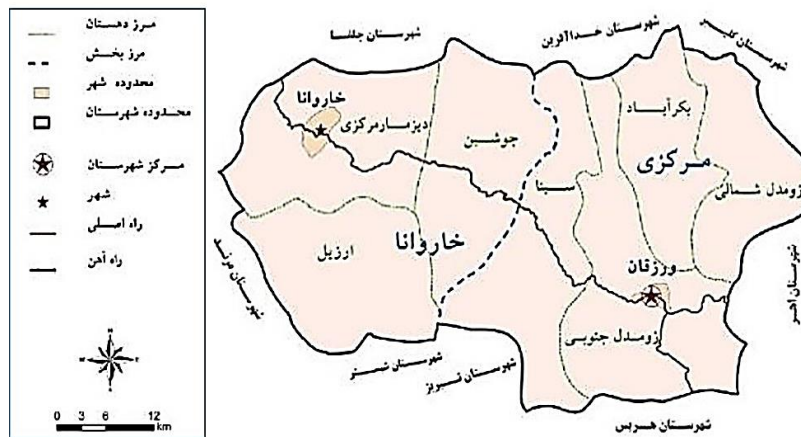 مرز دهستان
مرز بخش
محدوده شهر
محدوده شهرستان
مرکز شهرستان
شهر
راه اصلی
راه آهن
N
0 3 6 12
km
شهرستان جلفا
شهرستان خداآفرین
شهرستان کلیبر
خاروانا
دیزمارمرکزی
جوشین
بکرآباد
مرکزی
سینا
زومدل شمالی
ارزیل
خاروانا
ورزقان
زومدل جنوبی
شهرستان مرند
شهرستان شبستر
شهرستان تبریز
شهرستان اهر
شهرستان هریس